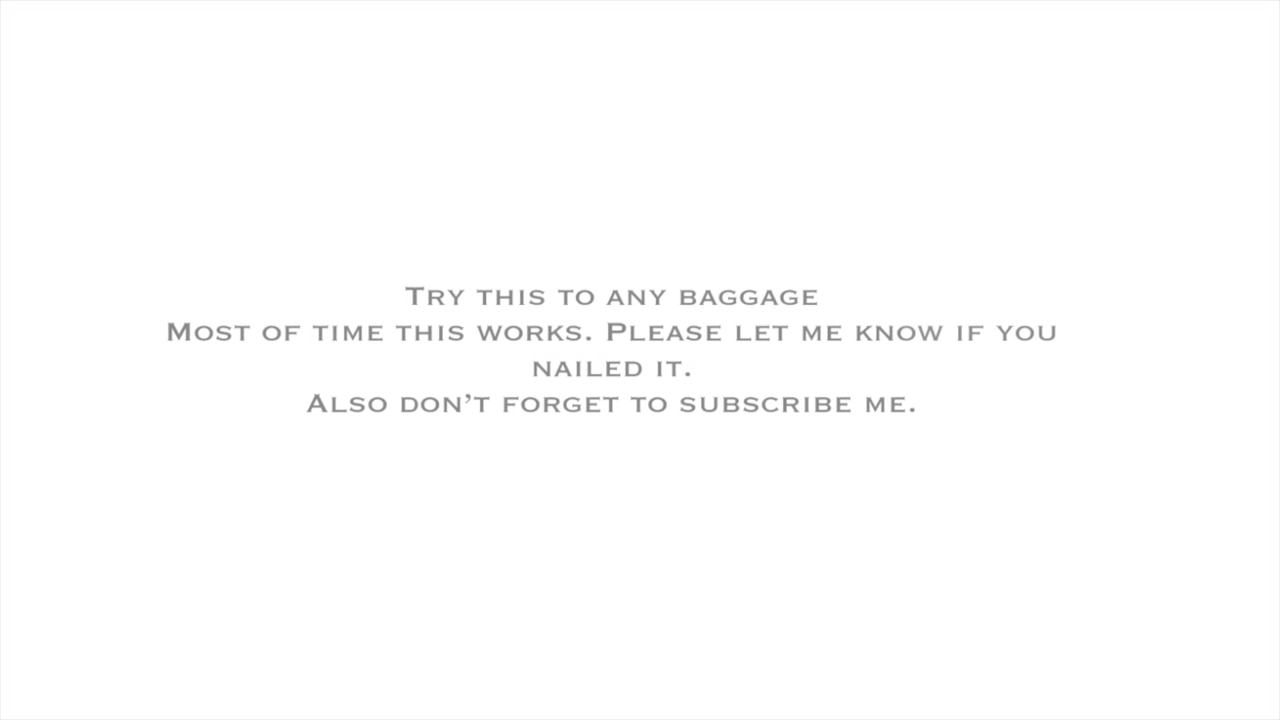 Try this to any baggage
Most of time this works. Please let me know if you
nailed it.
Also don’t forget to subscribe me.